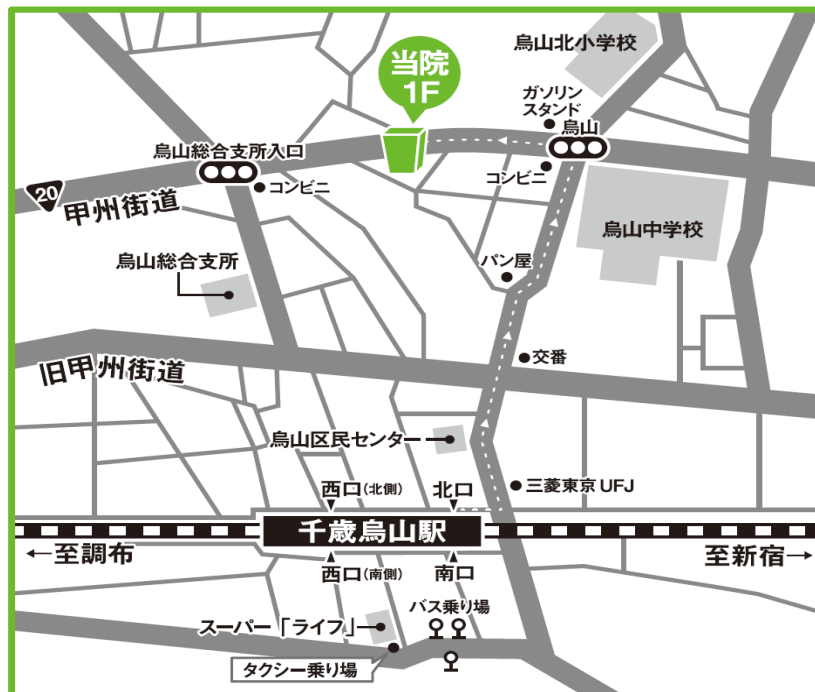 烏山北小学校
当院
1F
ガソリン
スタンド
烏山
烏山総合支所入口
コンビニ
コンビニ
20
甲州街道
烏山中学校
烏山総合支所
パン屋
交番
旧甲州街道
烏山区民センター
三菱東京UFJ
西口(北側)
北口
千歳烏山駅
←至調布
至新宿→
西口(南側)
南口
バス乗り場
スーパー「ライフ」
タクシー乗り場